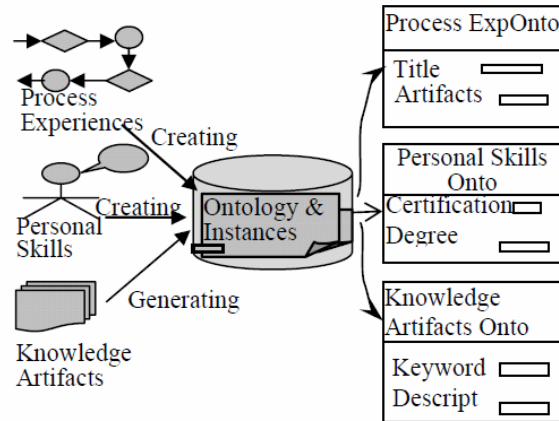 Process
Experiences
Creating
Personal
Skills
Creating
Knowledge
Artifacts
Generating
Ontology &
Instances
Process ExpOnto
Title
Artifacts
Personal Skills
Onto
Certification
Degree
Knowledge
Artifacts Onto
Keyword
Descript